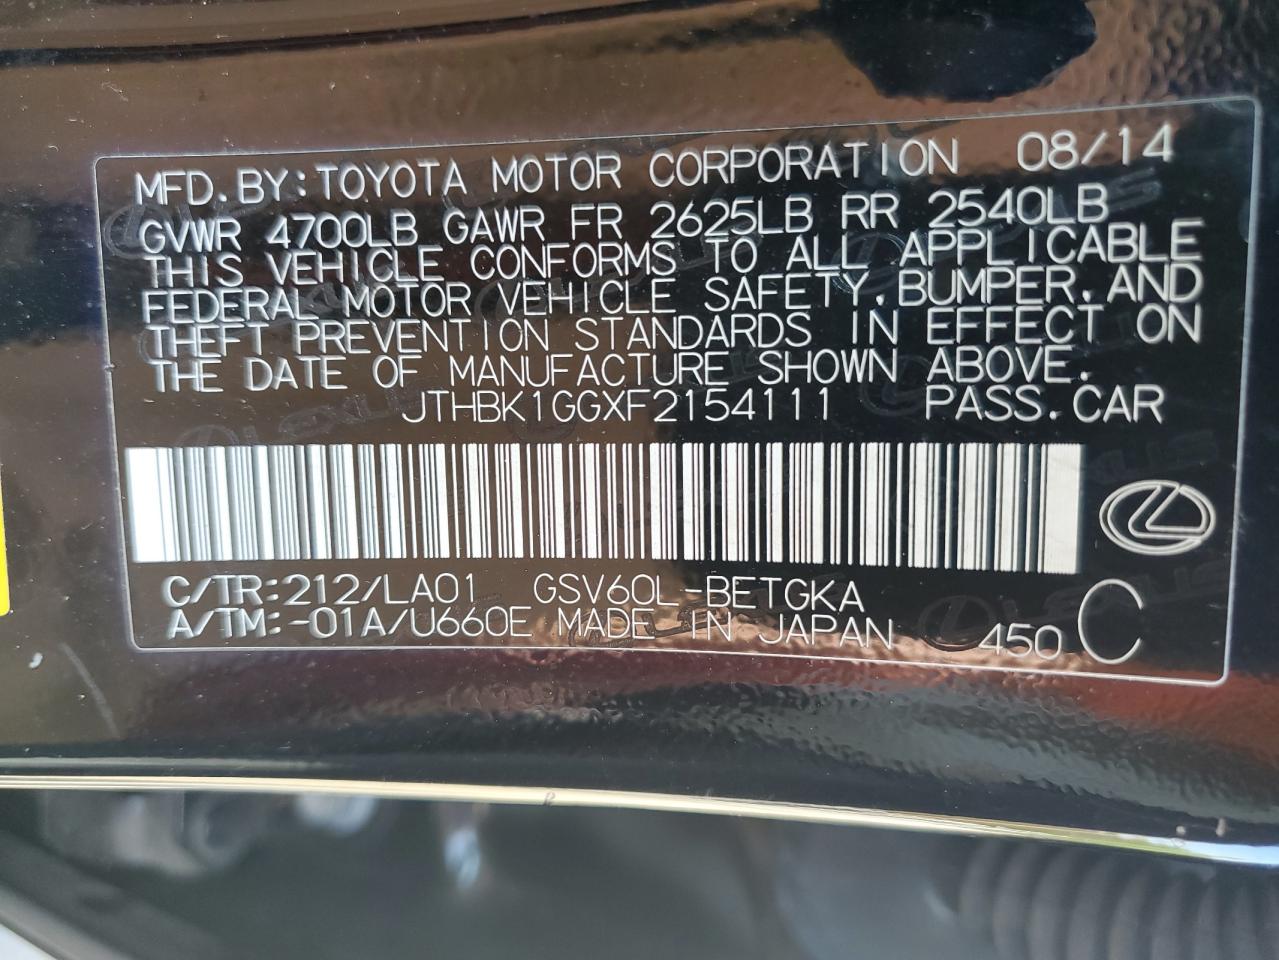 MFD.BY:TOYOTA MOTOR CORPORATION 08/14
GVWR 4700LB GAWR FR 2625LB RR 2540LB
THIS VEHICLE CONFORMS TO ALL APPLICABLE
FEDERAL MOTOR VEHICLE SAFETY,BUMPER,AND
THEFT PREVENTION STANDARDS IN EFFECT ON
THE DATE OF MANUFACTURE SHOWN ABOVE.
JTHBK1GGXF2154111 PASS.CAR
C/TR:212/LA01 GSV60L-BETGKA
A/TM:-01A/U660E MADE IN JAPAN 450 C